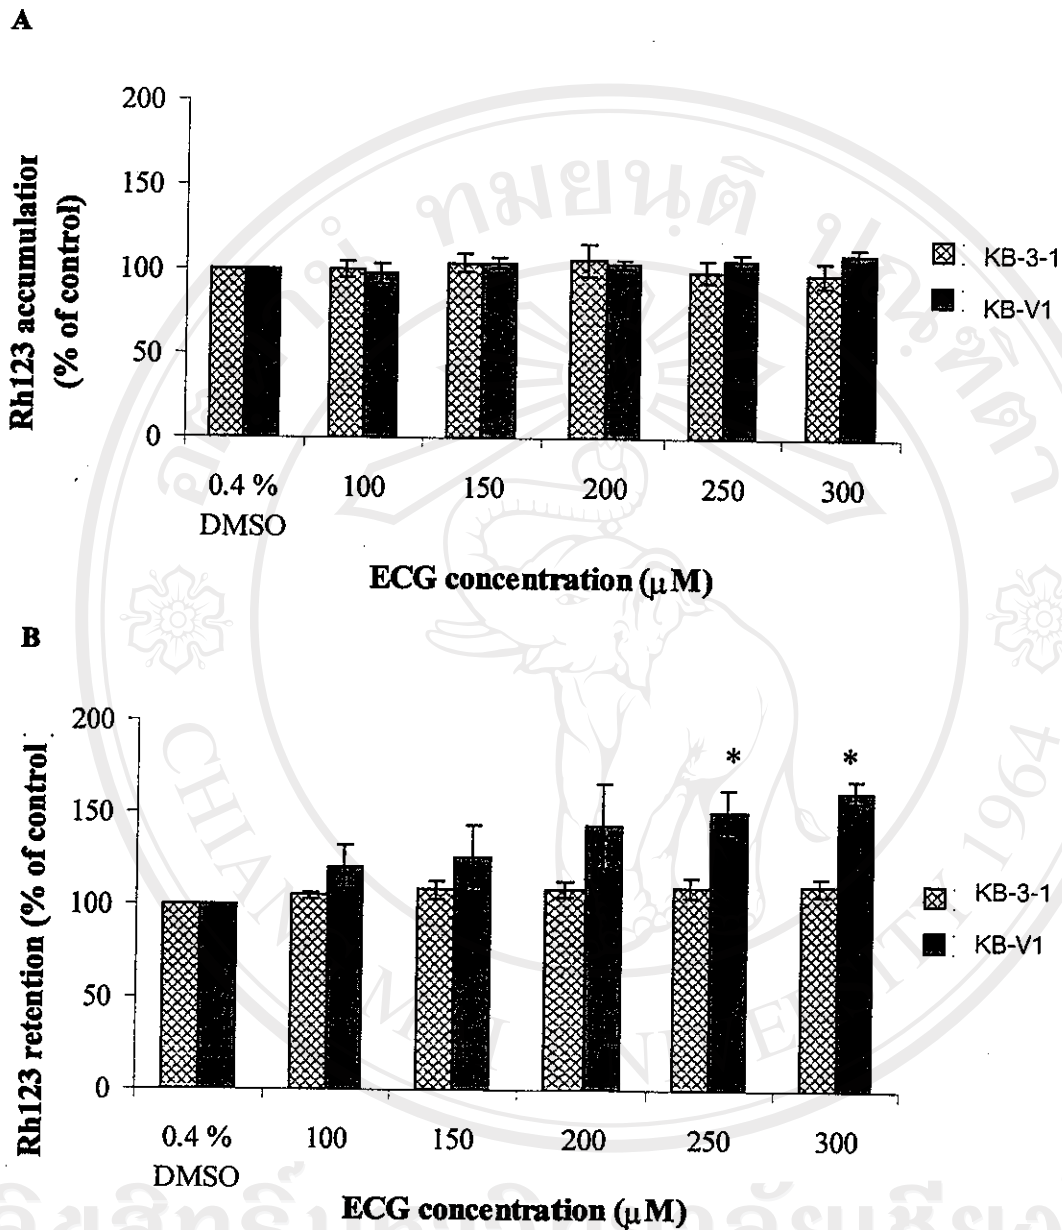 A
200
150
100
50
0
Rh123 accumulation
(% of control)
KB-3-1
KB-V1
0.4 %
DMSO
100
150
200
250
300
ECG concentration (μM)
B
200
150
100
50
0
Rh123 retention (% of control
*
*
KB-3-1
KB-V1
0.4 %
DMSO
100
150
200
250
300
ECG concentration (μM)
1964